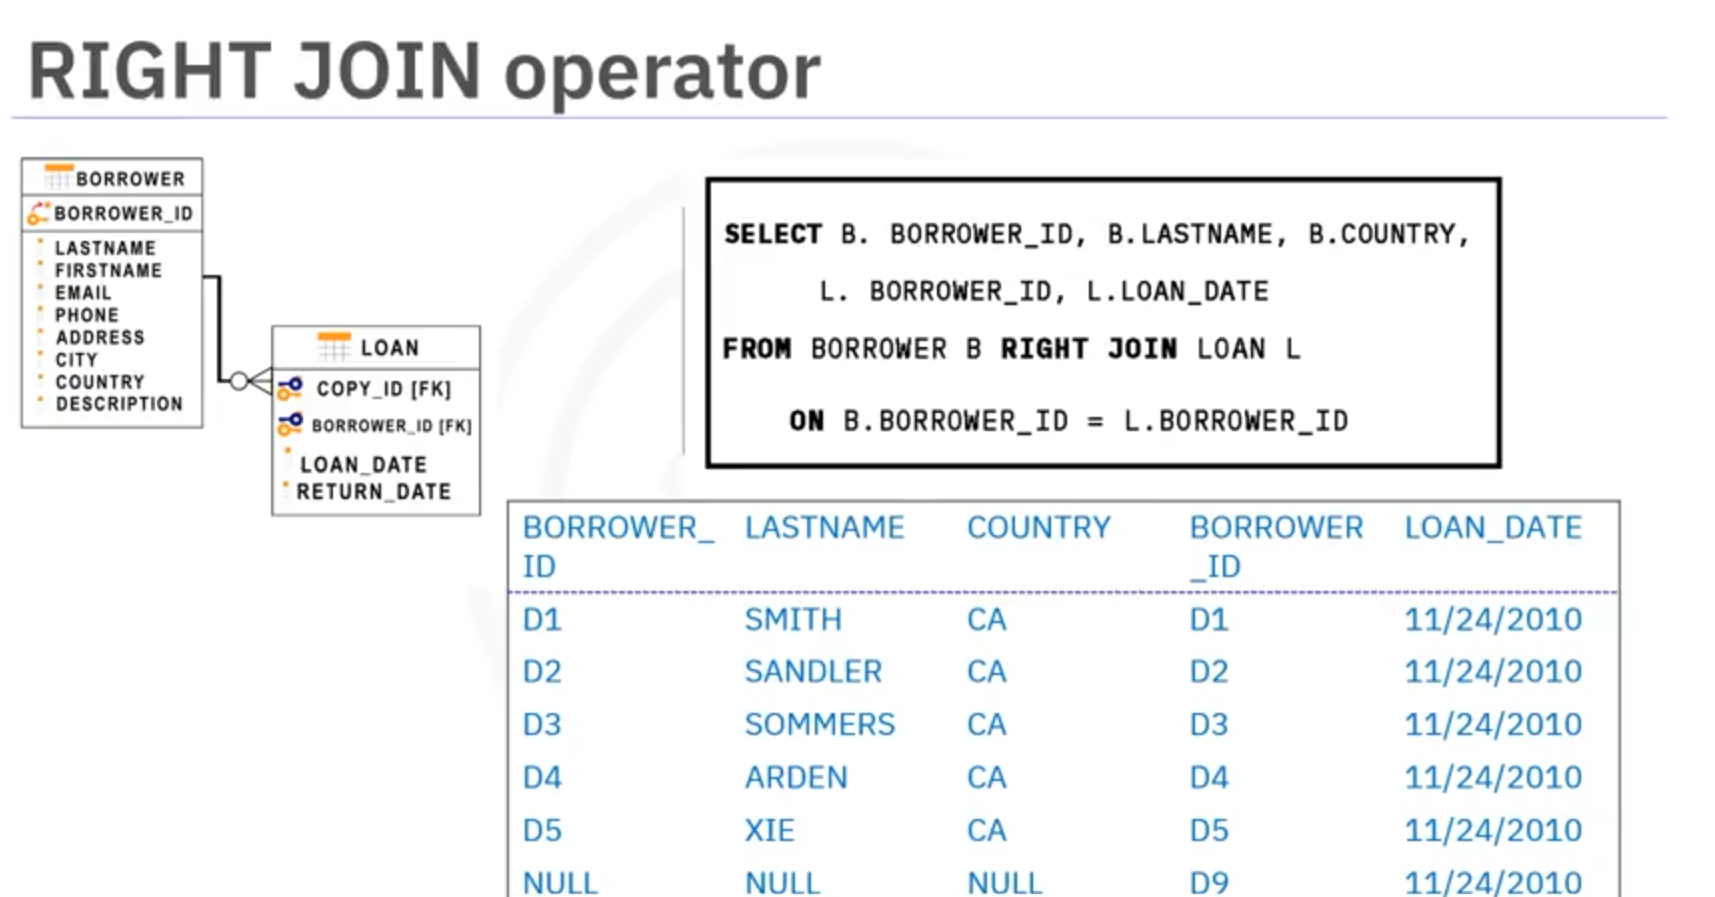 RIGHT JOIN operator
BORROWER
BORROWER_ID
LASTNAME
FIRSTNAME
EMAIL
PHONE
ADDRESS
CITY
COUNTRY
DESCRIPTION
LOAN
COPY_ID [FK]
BORROWER_ID [FK]
LOAN_DATE
RETURN_DATE
SELECT B. BORROWER_ID, B.LASTNAME, B.COUNTRY,
L. BORROWER_ID, L.LOAN_DATE
FROM BORROWER B RIGHT JOIN LOAN L
ON B.BORROWER_ID = L.BORROWER_ID
BORROWER_ LASTNAME COUNTRY BORROWER LOAN_DATE
ID _ID
D1 SMITH CA D1 11/24/2010
D2 SANDLER CA D2 11/24/2010
D3 SOMMERS CA D3 11/24/2010
D4 ARDEN CA D4 11/24/2010
D5 XIE CA D5 11/24/2010
NULL NULL NULL D9 11/24/2010